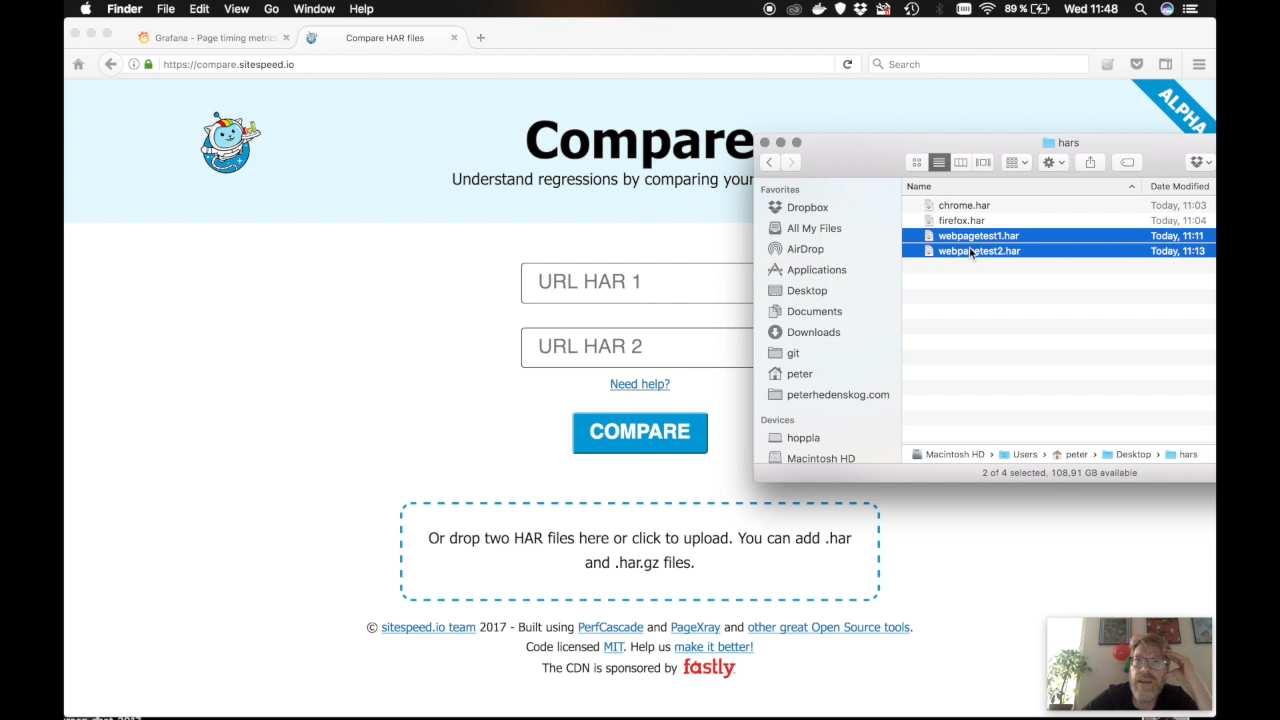 Finder File Edit View Go Window Help
89 % Wed 11:48
Grafana - Page timing metric
Compare HAR files
https://compare.sitespeed.io
Search
ALPHA
Compare
Understand regressions by comparing your
URL HAR 1
URL HAR 2
Need help?
COMPARE
Or drop two HAR files here or click to upload. You can add .har
and .har.gz files.
© sitespeed.io team 2017 - Built using PerfCascade and PageXray and other great Open Source tools.
Code licensed MIT. Help us make it better!
The CDN is sponsored by fastly
hars
Favorites
Dropbox
All My Files
AirDrop
Applications
Desktop
Documents
Downloads
git
peter
peterhedenskog.com
Devices
hoppla
Macintosh HD
Name Date Modified
chrome.har Today, 11:03
firefox.har Today, 11:04
webpagetest1.har Today, 11:11
webpagetest2.har Today, 11:13
Macintosh HD › Users › peter › Desktop › hars
2 of 4 selected, 108,91 GB available